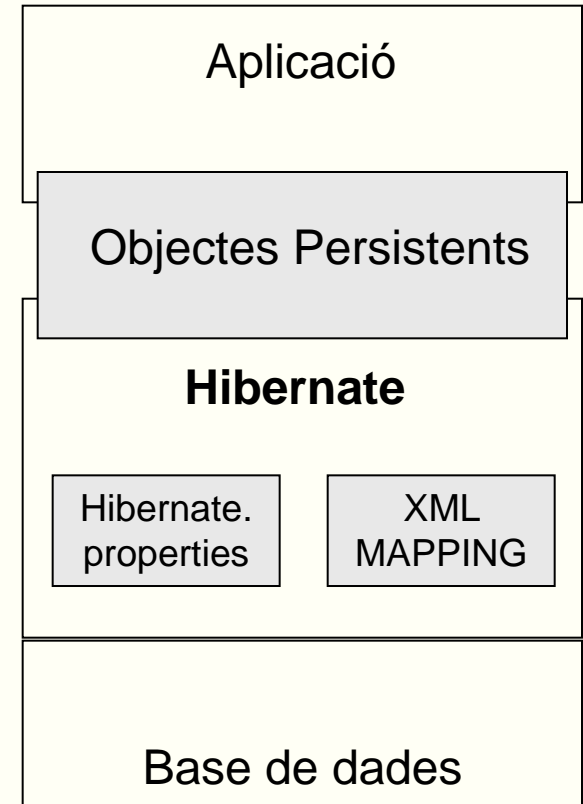 Aplicació
Objectes Persistents
Hibernate
Hibernate.
properties
XML
MAPPING
Base de dades